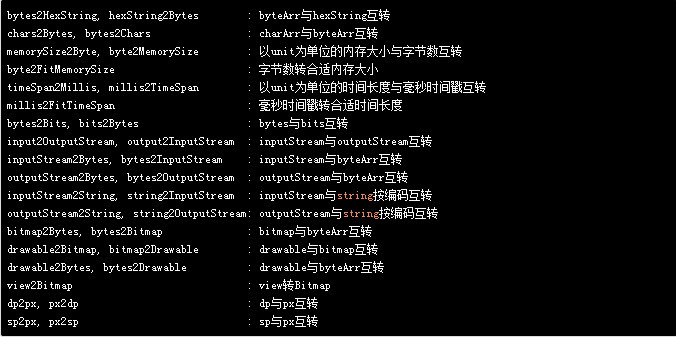 bytes2HexString, hexString2Bytes : byteArr与hexString互转
chars2Bytes, bytes2Chars : charArr与byteArr互转
memorySize2Byte, byte2MemorySize : 以unit为单位的内存大小与字节数互转
byte2FitMemorySize : 字节数转合适内存大小
timeSpan2Millis, millis2TimeSpan : 以unit为单位的时间长度与毫秒时间戳互转
millis2FitTimeSpan : 毫秒时间戳转合适时间长度
bytes2Bits, bits2Bytes : bytes与bits互转
input2OutputStream, output2InputStream : inputStream与outputStream互转
inputStream2Bytes, bytes2InputStream : inputStream与byteArr互转
outputStream2Bytes, bytes2OutputStream : outputStream与byteArr互转
inputStream2String, string2InputStream : inputStream与string按编码互转
outputStream2String, string2OutputStream: outputStream与string按编码互转
bitmap2Bytes, bytes2Bitmap : bitmap与byteArr互转
drawable2Bitmap, bitmap2Drawable : drawable与bitmap互转
drawable2Bytes, bytes2Drawable : drawable与byteArr互转
view2Bitmap : view转Bitmap
dp2px, px2dp : dp与px互转
sp2px, px2sp : sp与px互转